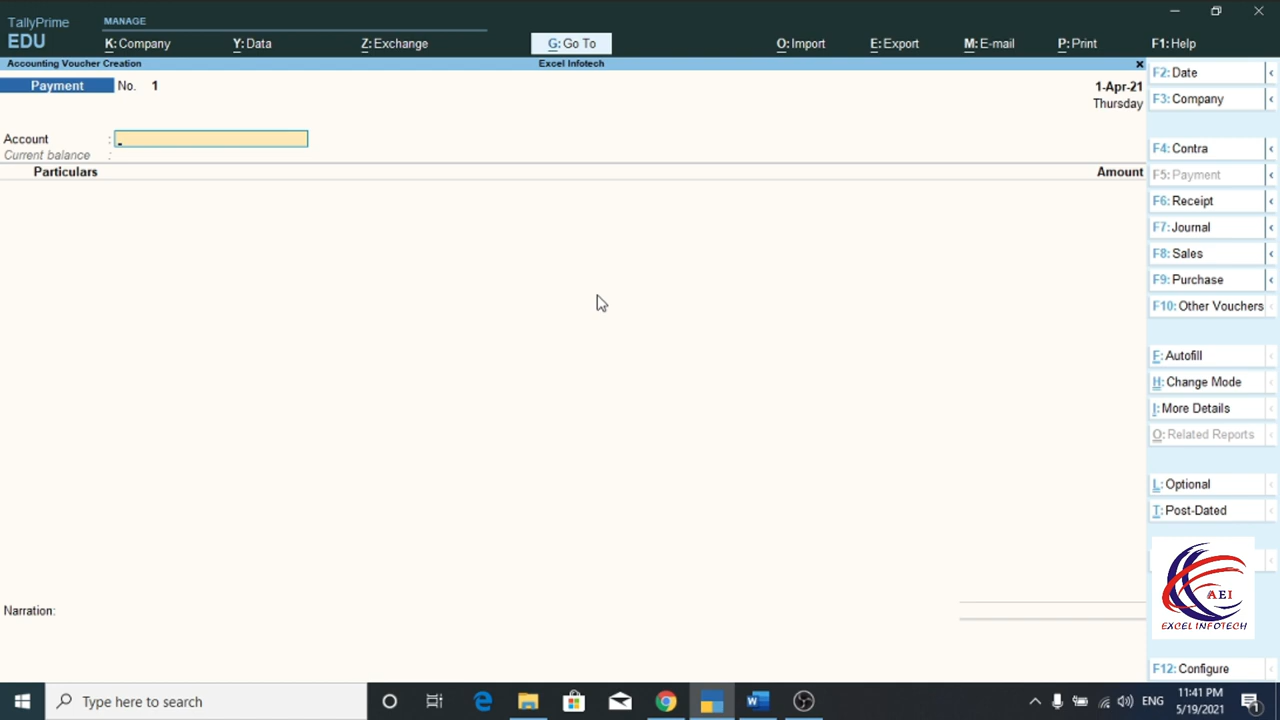 TallyPrime
EDU
MANAGE
K: Company
Y: Data
Z: Exchange
G: Go To
O: Import
E: Export
M: E-mail
P: Print
F1: Help
Accounting Voucher Creation
Excel Infotech
Payment No. 1
1-Apr-21
Thursday
Account :
Current balance :
Particulars
Amount
Narration:
F2: Date
F3: Company
F4: Contra
F5: Payment
F6: Receipt
F7: Journal
F8: Sales
F9: Purchase
F10: Other Vouchers
F: Autofill
H: Change Mode
I: More Details
O: Related Reports
L: Optional
T: Post-Dated
AEI
EXCEL INFOTECH
F12: Configure
Type here to search
ENG
11:41 PM
5/19/2021
1